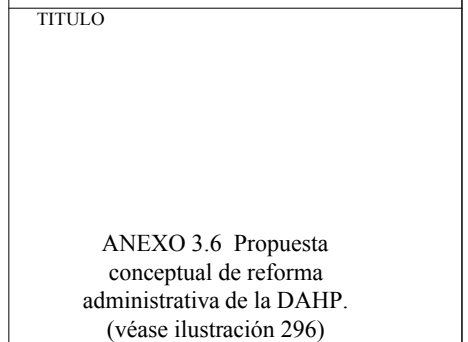 TITULO
ANEXO 3.6 Propuesta
conceptual de reforma
administrativa de la DAHP.
(véase ilustración 296)